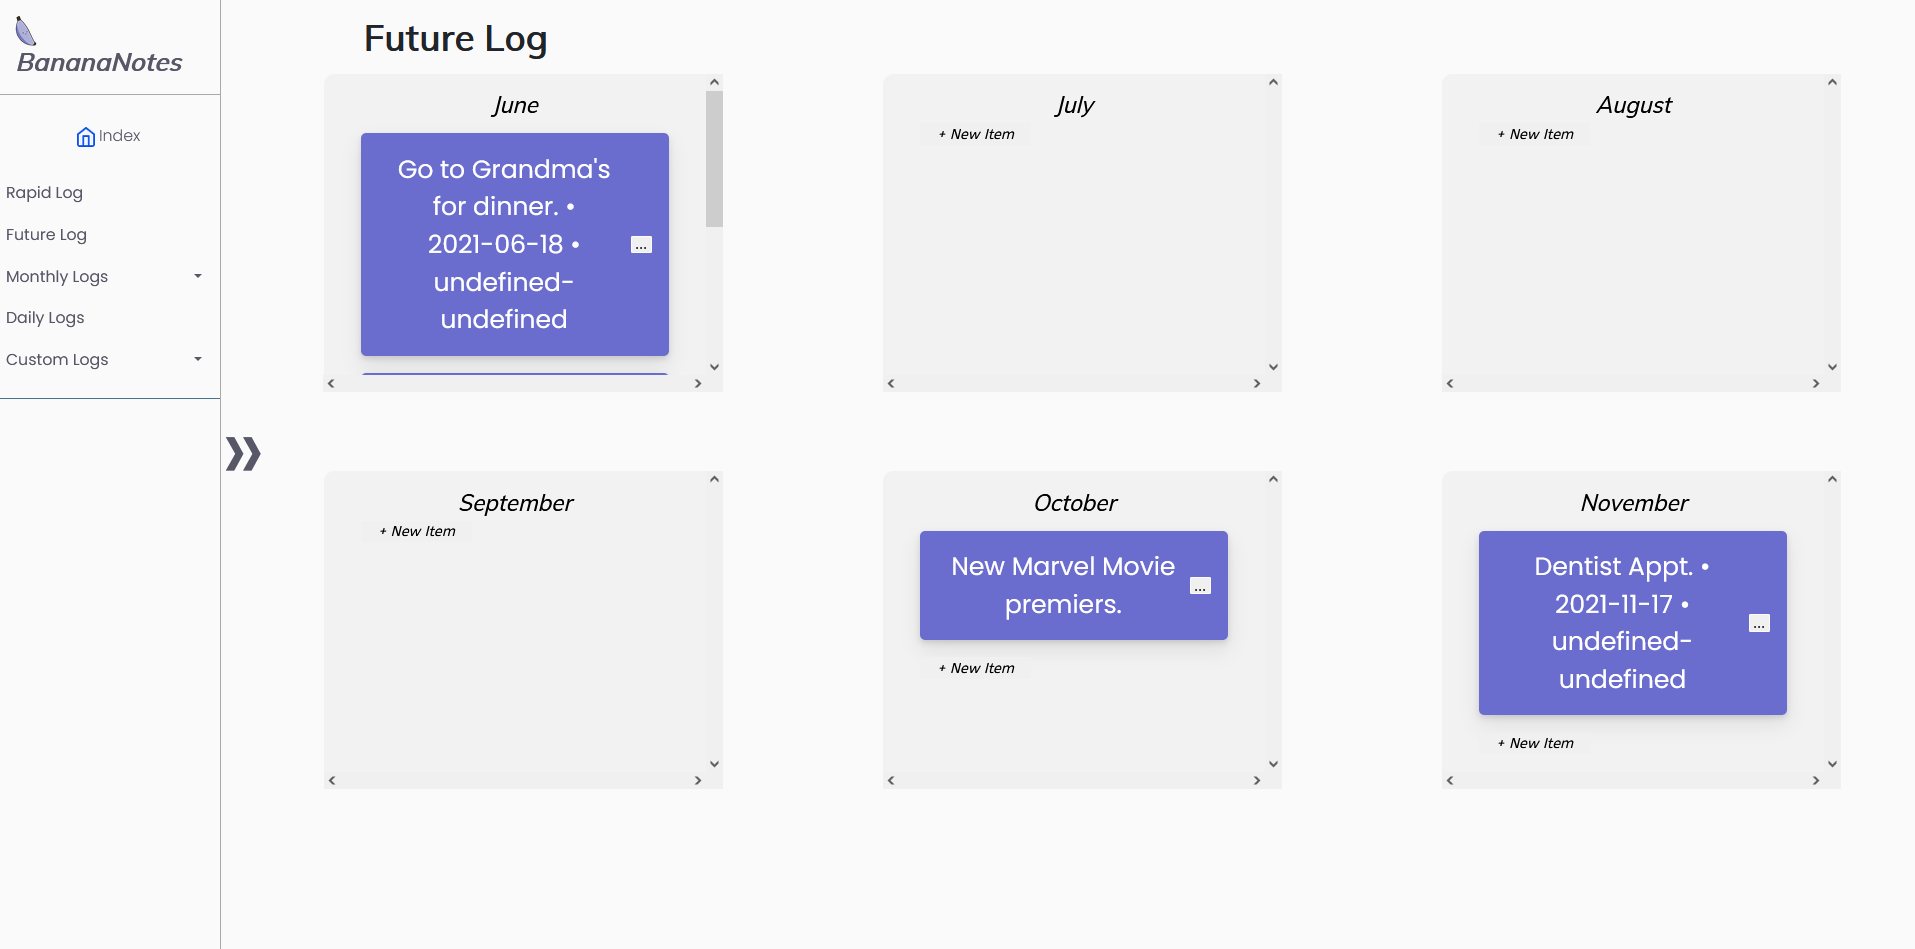 BananaNotes
Index
Rapid Log
Future Log
Monthly Logs
Daily Logs
Custom Logs
Future Log
June
Go to Grandma's
for dinner. •
2021-06-18 •
undefined-
undefined
...
July
+ New Item
August
+ New Item
September
+ New Item
October
New Marvel Movie
premiers.
...
+ New Item
November
Dentist Appt. •
2021-11-17 •
undefined-
undefined
...
+ New Item